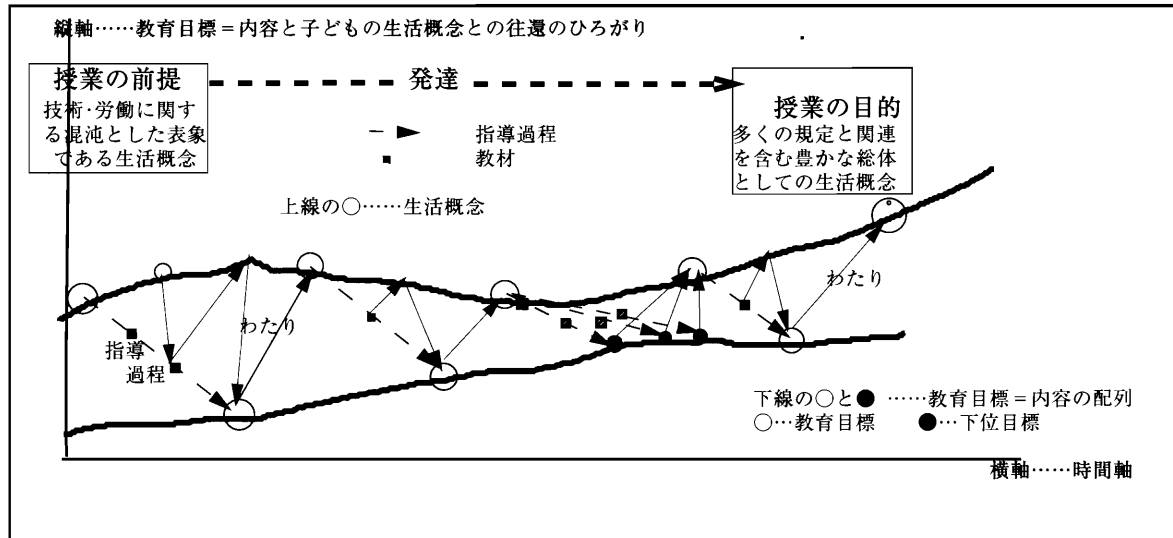 縦軸……教育目標＝内容と子どもの生活概念との往還のひろがり
授業の前提
技術・労働に関す
る混沌とした表象
である生活概念
発達
授業の目的
多くの規定と関連
を含む豊かな総体
としての生活概念
指導過程
教材
上線の○……生活概念
わたり
指導
過程
わたり
下線の○と● ……教育目標＝内容の配列
○…教育目標　●…下位目標
横軸……時間軸